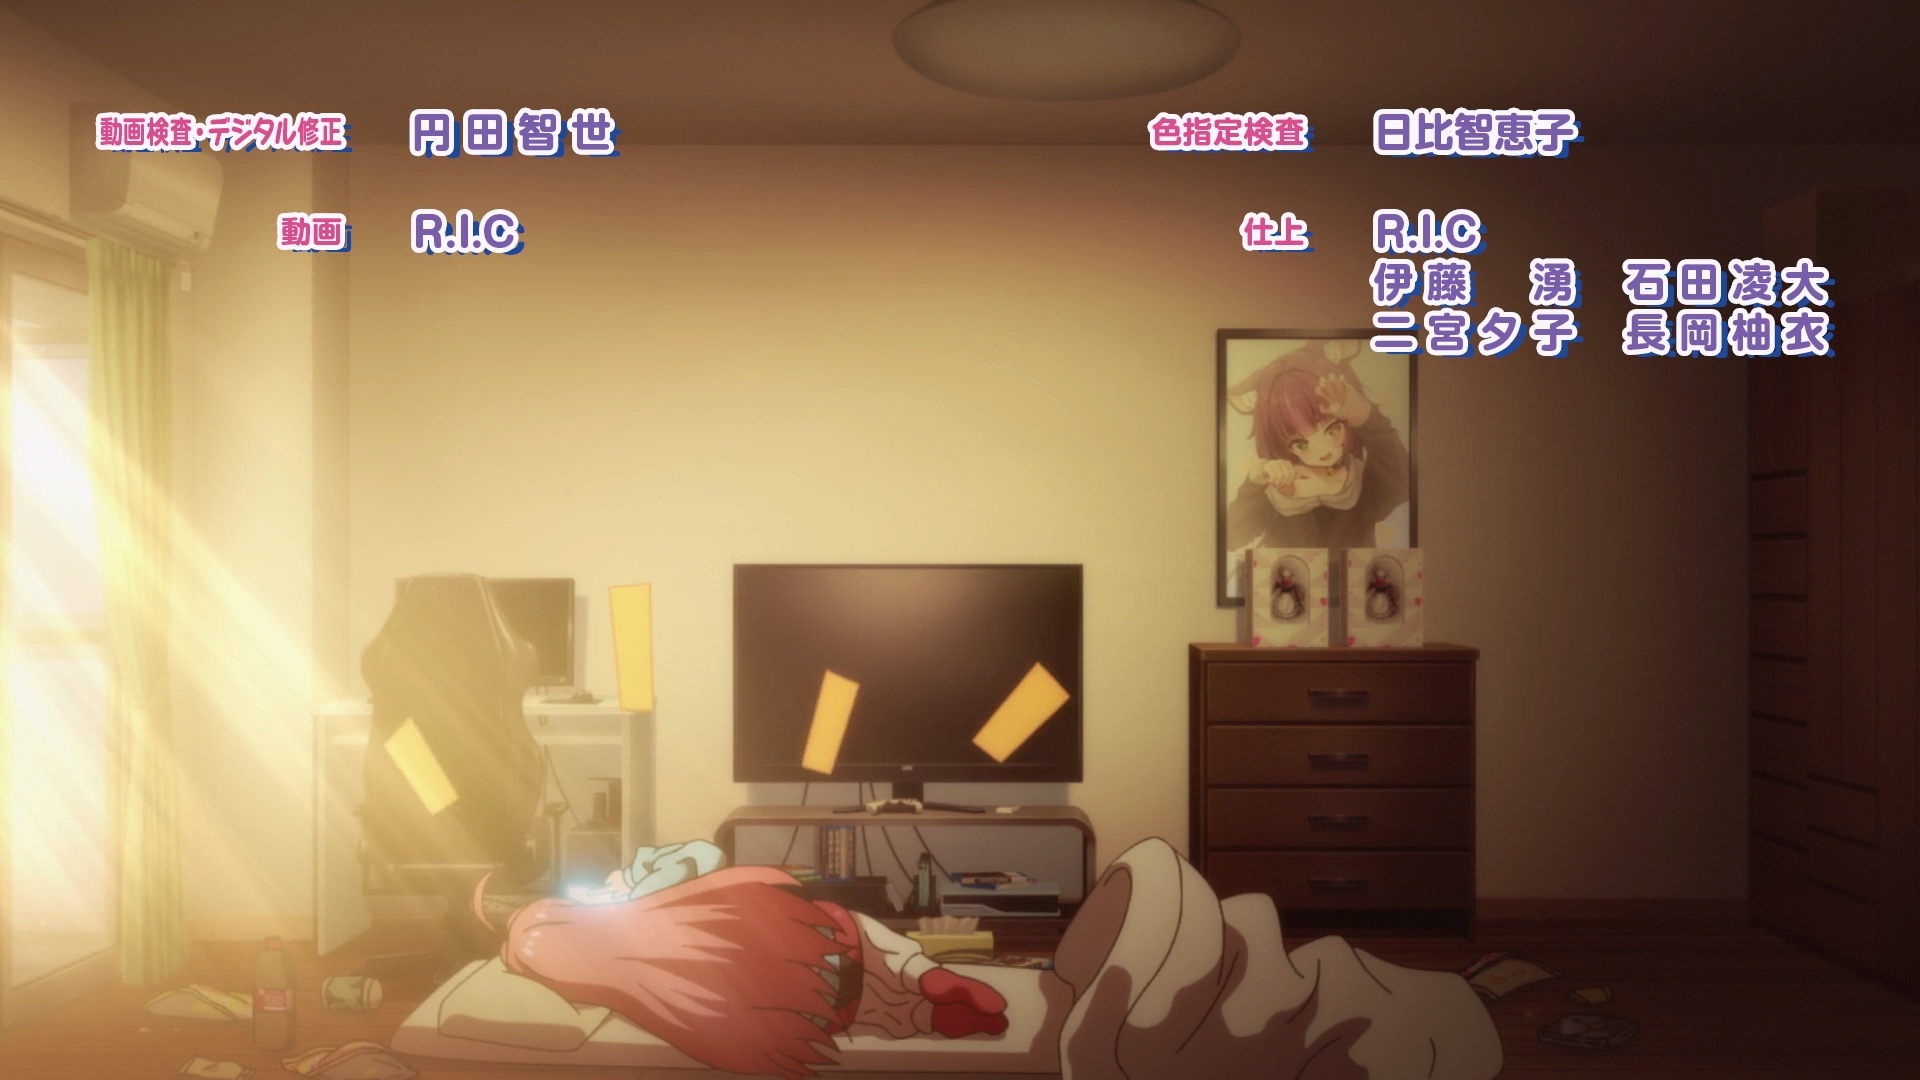 動画検査・デジタル修正 円田智世
動画 R.I.C
色指定検査 日比智恵子
仕上 R.I.C
伊藤 湧 石田凌大
二宮夕子 長岡柚衣